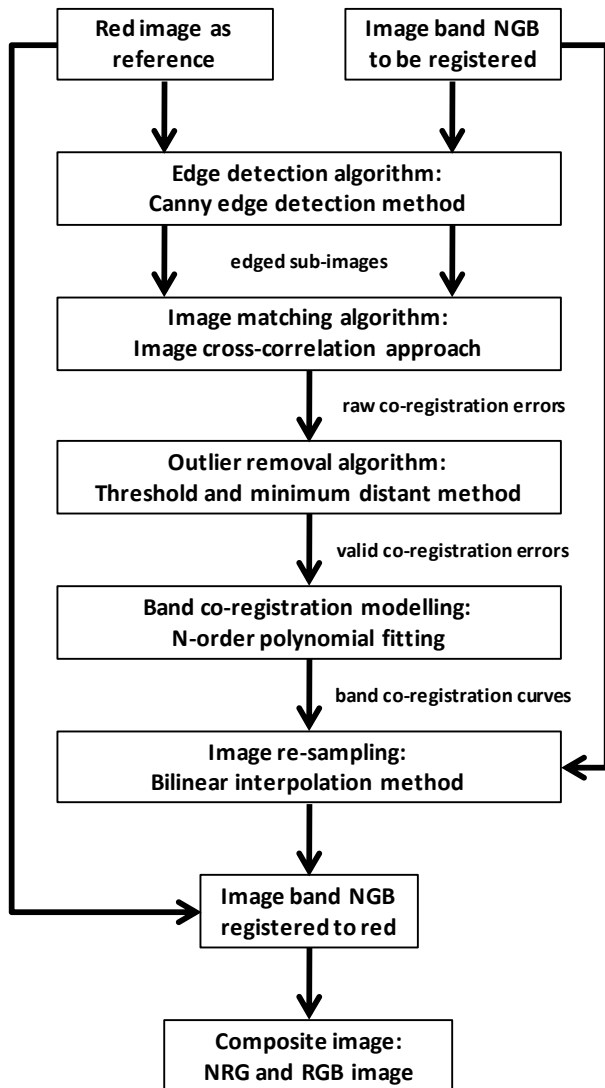 Red image as
reference
Image band NGB
to be registered
Edge detection algorithm:
Canny edge detection method
edged sub-images
Image matching algorithm:
Image cross-correlation approach
raw co-registration errors
Outlier removal algorithm:
Threshold and minimum distant method
valid co-registration errors
Band co-registration modelling:
N-order polynomial fitting
band co-registration curves
Image re-sampling:
Bilinear interpolation method
Image band NGB
registered to red
Composite image:
NRG and RGB image